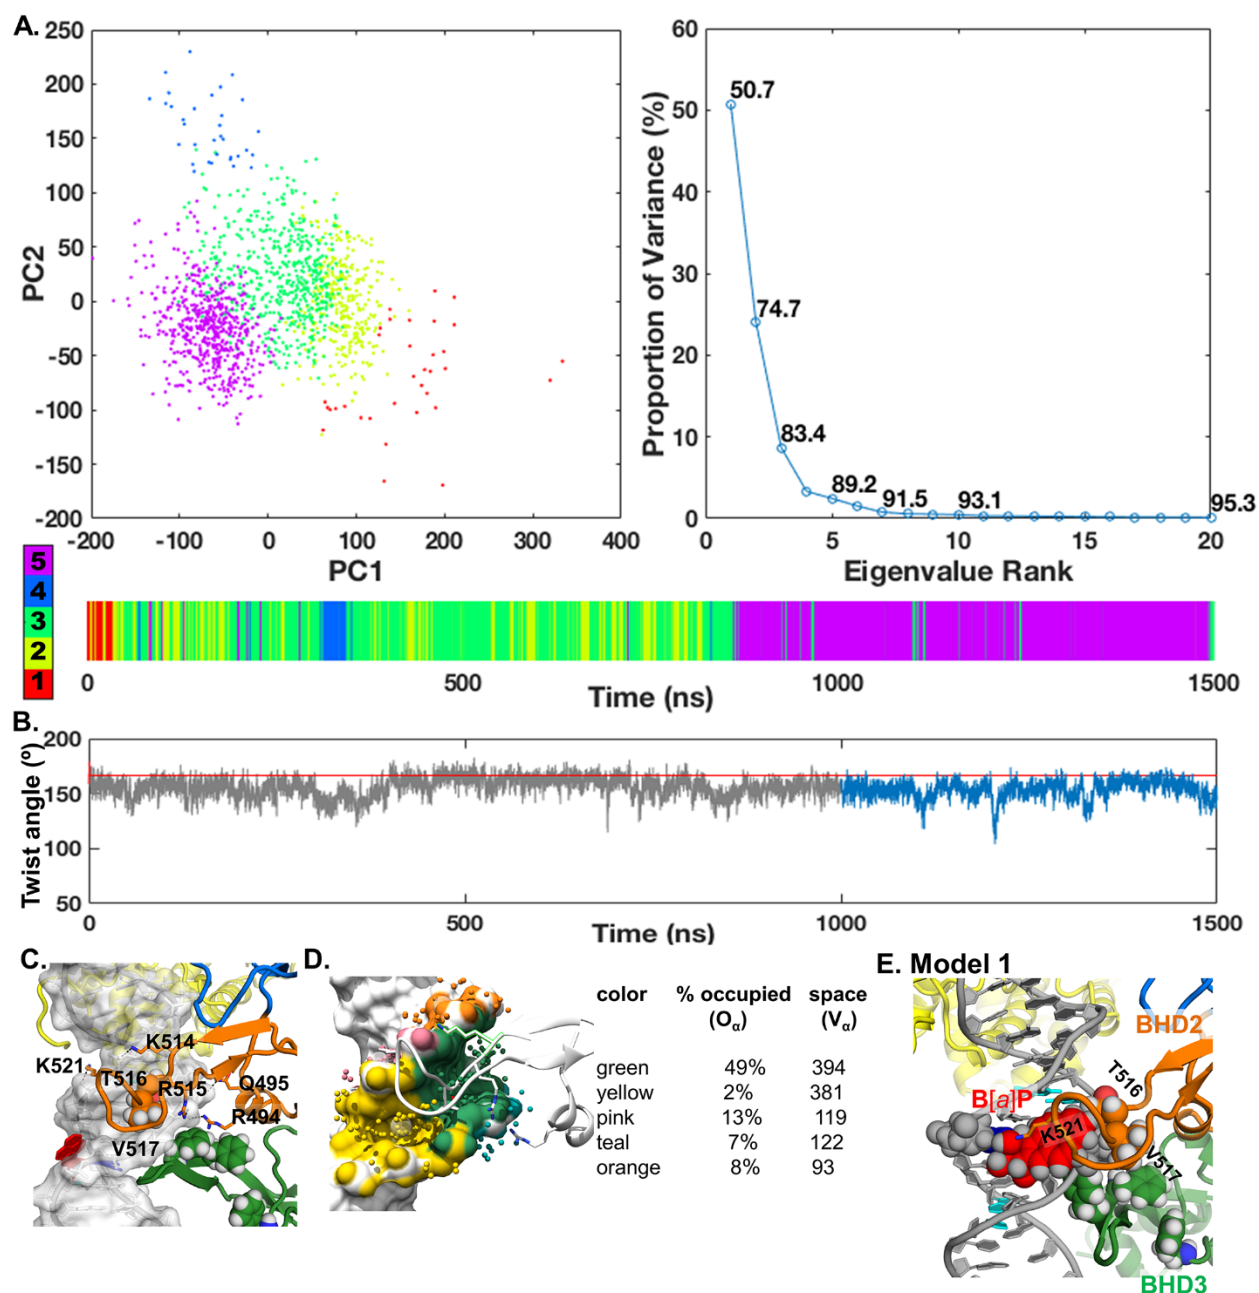 A.
250
200
150
100
50
0
-50
-100
-150
-200
PC2
-200 -100 0 100 200 300 400
PC1
60
50
40
30
20
10
0
Proportion of Variance (%)
50.7
74.7
83.4
89.2
91.5
93.1
95.3
0 5 10 15 20
Eigenvalue Rank
5
4
3
2
1
0 500 1000 1500
Time (ns)
B.
200
150
100
50
Twist angle (º)
0 500 1000 1500
Time (ns)
C.
K514
K521
T516
R515
Q495
R494
V517
D.
color % occupied space
(Oα) (Vα)
green 49% 394
yellow 2% 381
pink 13% 119
teal 7% 122
orange 8% 93
E. Model 1
BHD2
T516
B[a]P
K521
V517
BHD3